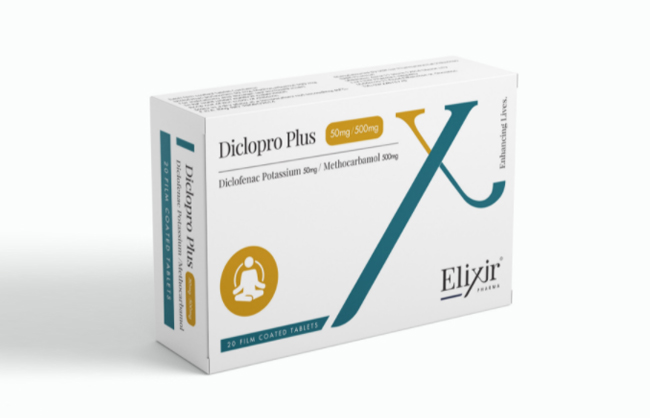 Diclopro Plus 50mg/500mg
Diclofenac Potassium 50mg / Methocarbamol 500mg
Enhancing Lives.
Elixir®
PHARMA
20 FILM COATED TABLETS
Diclopro Plus
Diclofenac Potassium / Methocarbamol
20 FILM COATED TABLETS